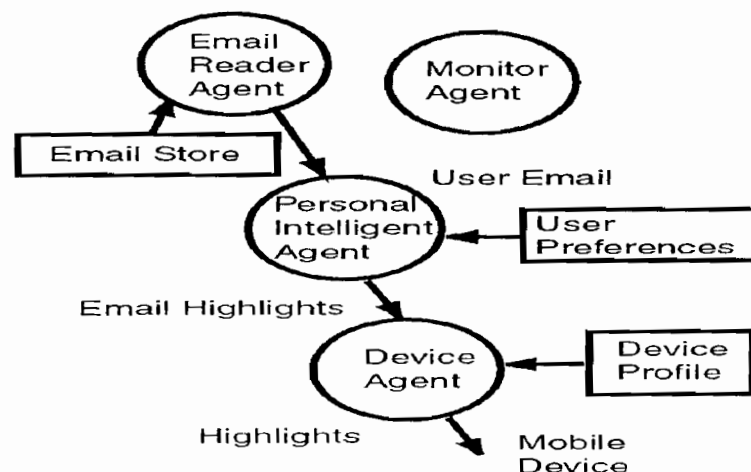 Email
Reader
Agent
Monitor
Agent
Email Store
User Email
Personal
Intelligent
Agent
User
Preferences
Email Highlights
Device
Agent
Device
Profile
Highlights
Mobile
Device